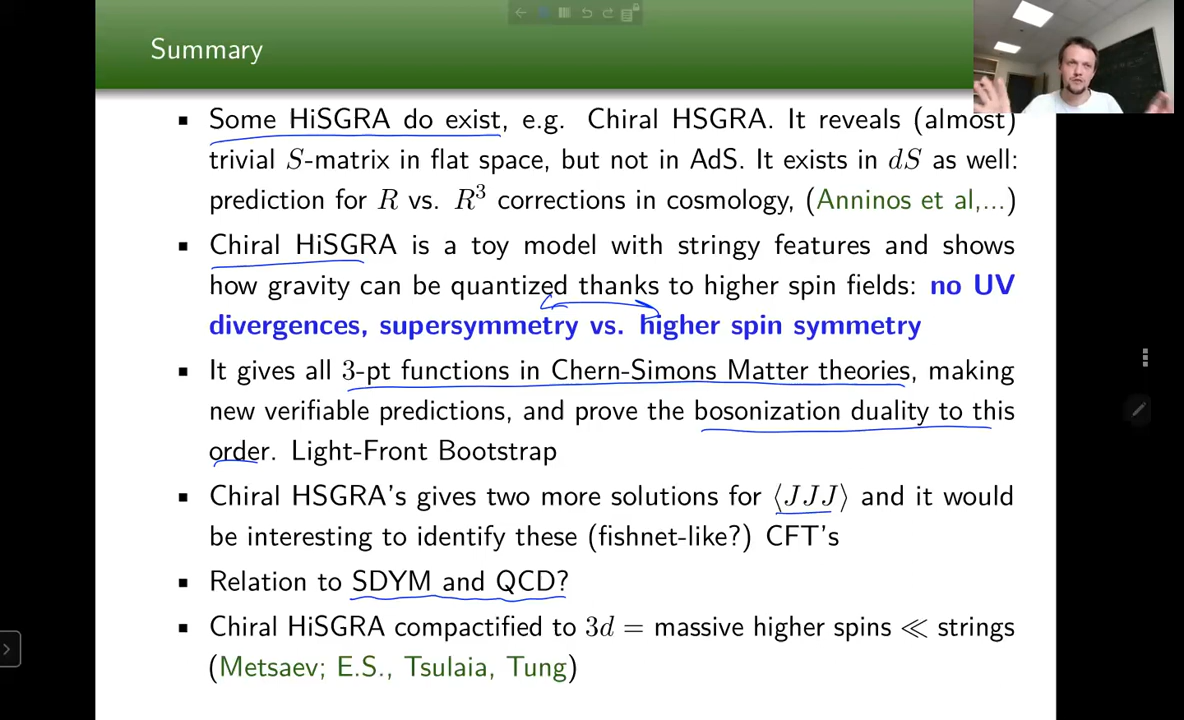 Summary
Some HiSGRA do exist, e.g. Chiral HSGRA. It reveals (almost)
trivial S-matrix in flat space, but not in AdS. It exists in dS as well:
prediction for R vs. R³ corrections in cosmology, (Anninos et al,...)
Chiral HiSGRA is a toy model with stringy features and shows
how gravity can be quantized thanks to higher spin fields: no UV
divergences, supersymmetry vs. higher spin symmetry
It gives all 3-pt functions in Chern-Simons Matter theories, making
new verifiable predictions, and prove the bosonization duality to this
order. Light-Front Bootstrap
Chiral HSGRA's gives two more solutions for ⟨JJJ⟩ and it would
be interesting to identify these (fishnet-like?) CFT's
Relation to SDYM and QCD?
Chiral HiSGRA compactified to 3d = massive higher spins ≪ strings
(Metsaev; E.S., Tsulaia, Tung)